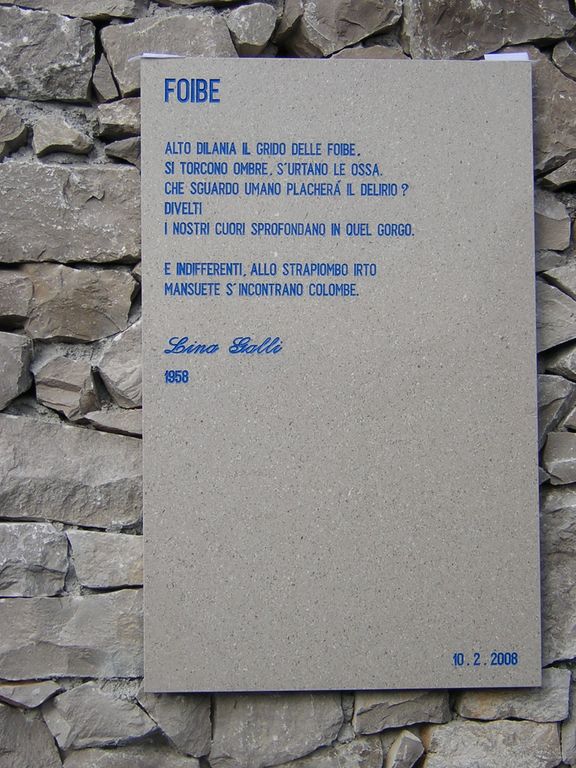 FOIBE
ALTO DILANIA IL GRIDO DELLE FOIBE,
SI TORCONO OMBRE, S'URTANO LE OSSA.
CHE SGUARDO UMANO PLACHERÁ IL DELIRIO ?
DIVELTI
I NOSTRI CUORI SPROFONDANO IN QUEL GORGO.
E INDIFFERENTI, ALLO STRAPIOMBO IRTO
MANSUETE S'INCONTRANO COLOMBE.
Lina Galli
1958
10.2.2008